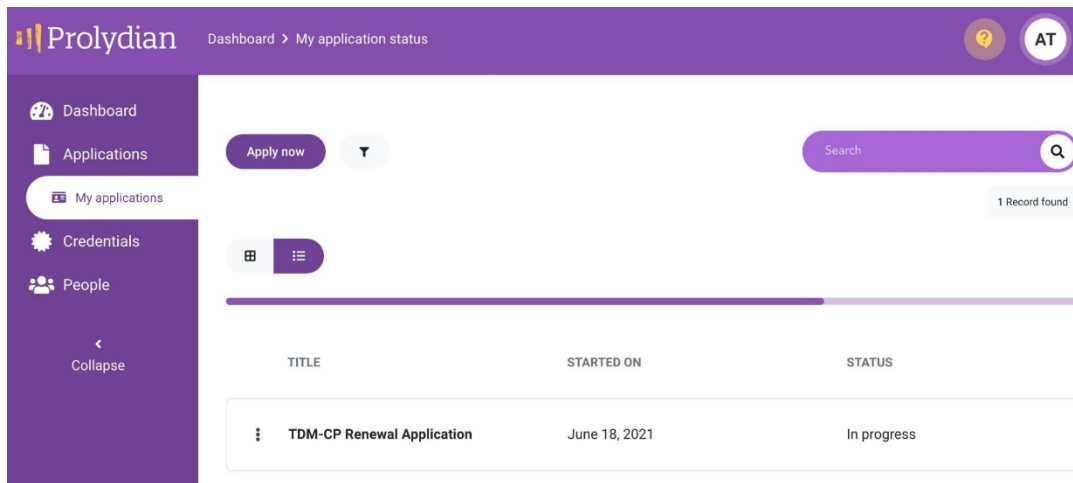 Prolydian
Dashboard > My application status
AT
Dashboard
Applications
My applications
Credentials
People
Collapse
Apply now
Search
1 Record found
TITLE STARTED ON STATUS
TDM-CP Renewal Application June 18, 2021 In progress